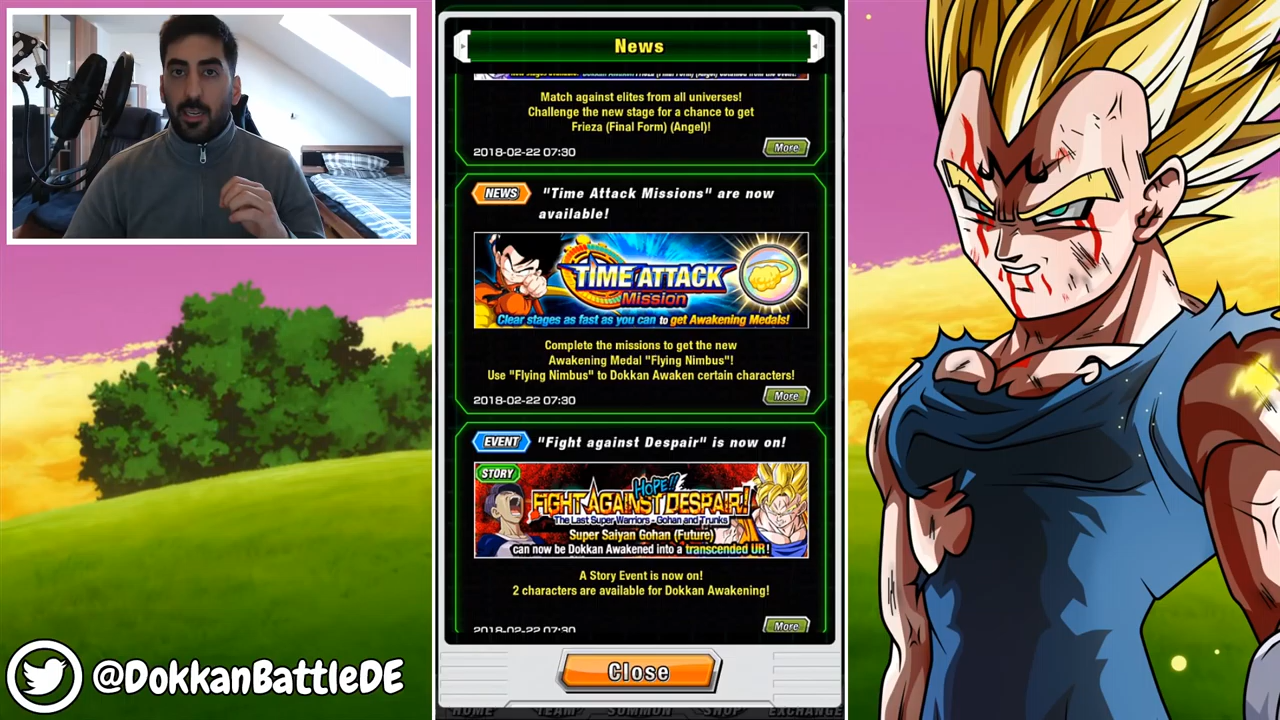 News
Match against elites from all universes!
Challenge the new stage for a chance to get
Frieza (Final Form) (Angel)!
2018-02-22 07:30
More
NEWS
"Time Attack Missions" are now
available!
TIME ATTACK
Mission
Clear stages as fast as you can to get Awakening Medals!
Complete the missions to get the new
Awakening Medal "Flying Nimbus"!
Use "Flying Nimbus" to Dokkan Awaken certain characters!
2018-02-22 07:30
More
EVENT
"Fight against Despair" is now on!
STORY
HOPE!!
FIGHT AGAINST DESPAIR!
The Last Super Warriors - Gohan and Trunks
Super Saiyan Gohan (Future)
can now be Dokkan Awakened into a transcended UR!
A Story Event is now on!
2 characters are available for Dokkan Awakening!
2018-02-22 07:30
More
Close
HOME TEAM SUMMON SHOP EXCHANGE
@DokkanBattleDE